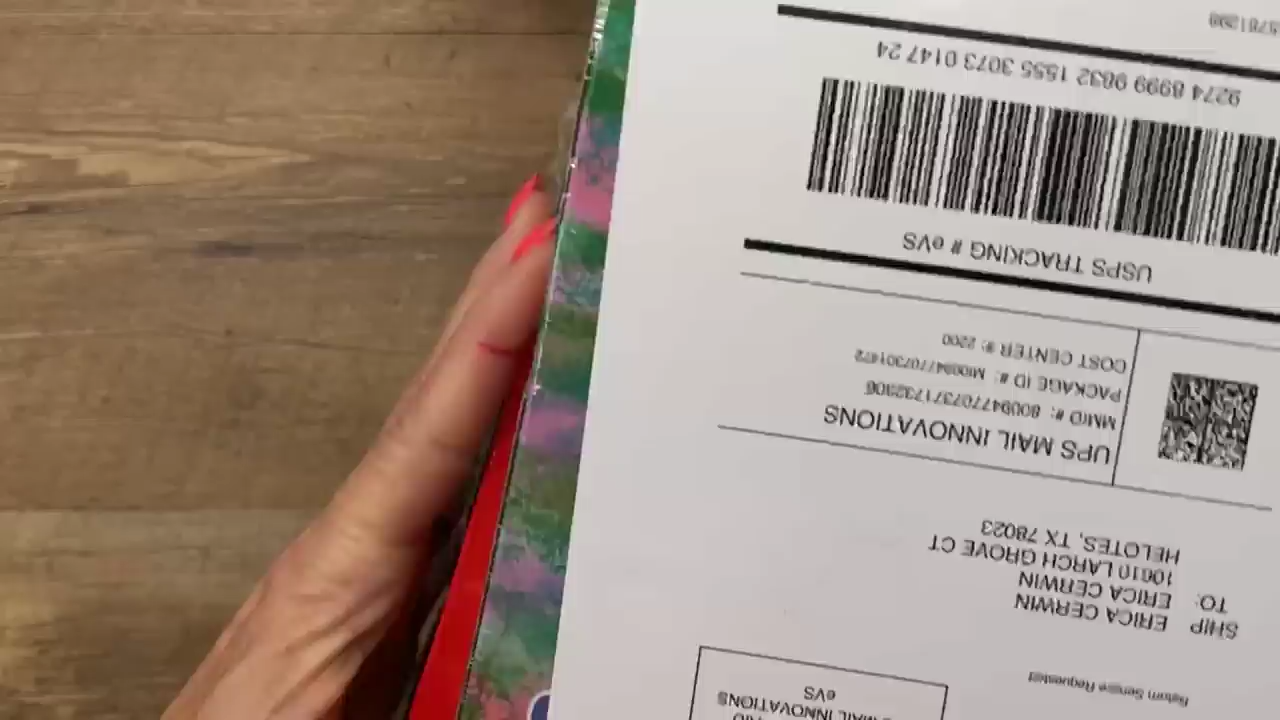 MAIL INNOVATIONS
eVS
Return Service Requested
SHIP ERICA CERWIN
TO: ERICA CERWIN
10610 LARCH GROVE CT
HELOTES, TX 78023
UPS MAIL INNOVATIONS
MMID #:
PACKAGE ID #:
COST CENTER #: 2200
USPS TRACKING # eVS
9274 8999 9832 1555 3073 0147 24